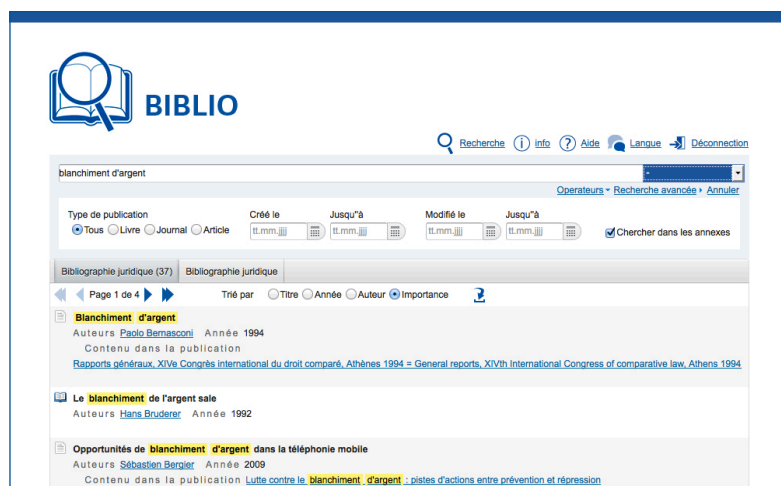 BIBLIO
Recherche info Aide Langue Déconnection
blanchiment d'argent -
Operateurs Recherche avancée Annuler
Type de publication Créé le Jusqu"à Modifié le Jusqu"à
Tous Livre Journal Article tt.mm.jjjj tt.mm.jjjj tt.mm.jjjj tt.mm.jjjj Chercher dans les annexes
Bibliographie juridique (37) Bibliographie jurdique
Page 1 de 4 Trié par Titre Année Auteur Importance
Blanchiment d'argent
Auteurs Paolo Bernasconi Année 1994
Contenu dans la publication
Rapports généraux, XIVe Congrès international du droit comparé, Athènes 1994 = General reports, XIVth International Congress of comparative law, Athens 1994
Le blanchiment de l'argent sale
Auteurs Hans Bruderer Année 1992
Opportunités de blanchiment d'argent dans la téléphonie mobile
Auteurs Sébastien Bergier Année 2009
Contenu dans la publication Lutte contre le blanchiment d'argent : pistes d'actions entre prévention et répression